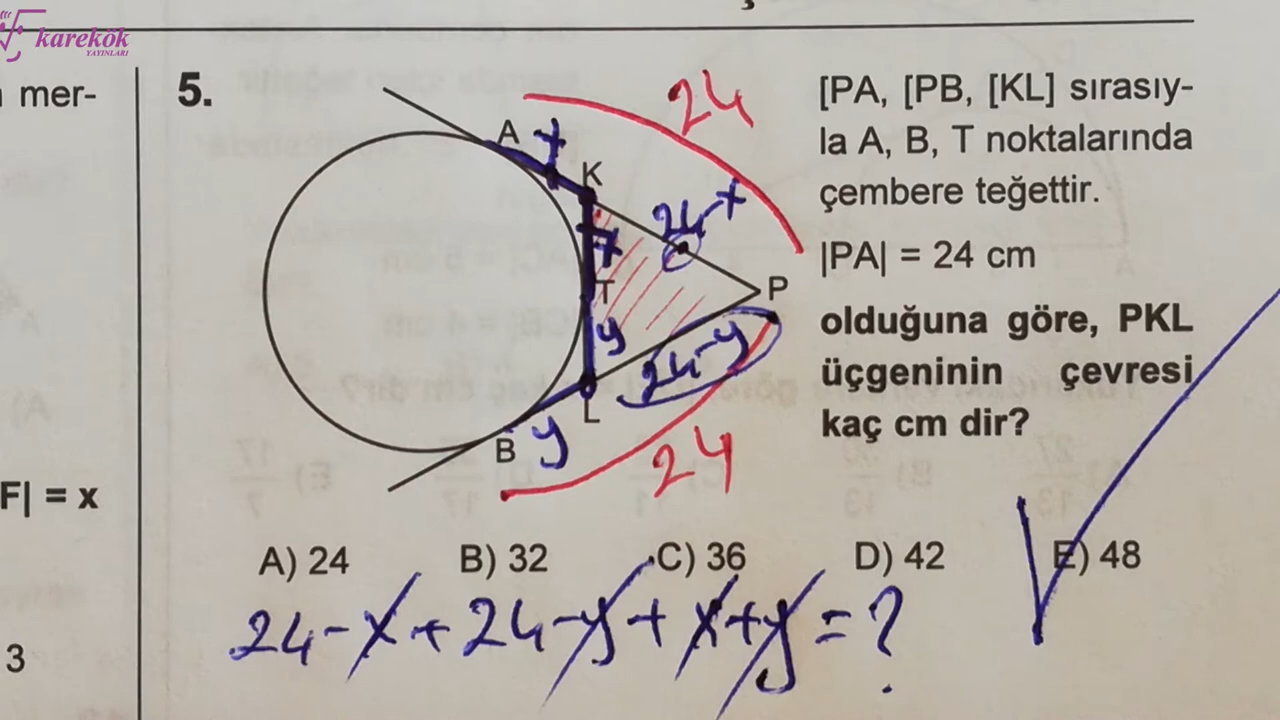 karekök
YAYINLARI
mer-
F| = x
3
5.
[PA, [PB, [KL] sırasıy-
la A, B, T noktalarında
çembere teğettir.
|PA| = 24 cm
olduğuna göre, PKL
üçgeninin çevresi
kaç cm dir?
24
A x
K
24-x
x
T
P
y
24-y
L
B y
24
A) 24 B) 32 C) 36 D) 42 E) 48
24-x+24-y+x+y=?